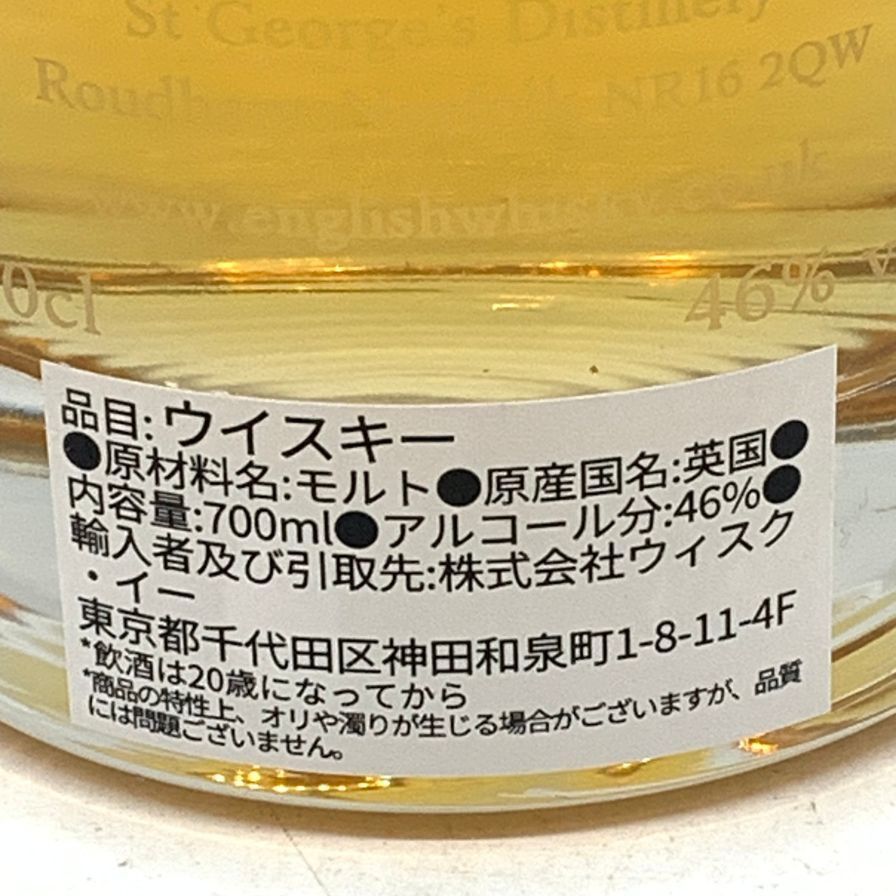 St George's Distillery
NR16 2QW
www.englishwhisky.co.uk
0cl
46% v
品目:ウイスキー
●原材料名:モルト●原産国名:英国●
内容量:700ml●アルコール分:46%●
輸入者及び引取先:株式会社ウィスク
・イー
東京都千代田区神田和泉町1-8-11-4F
*飲酒は20歳になってから
*商品の特性上、オリや濁りが生じる場合がございますが、品質
には問題ございません。